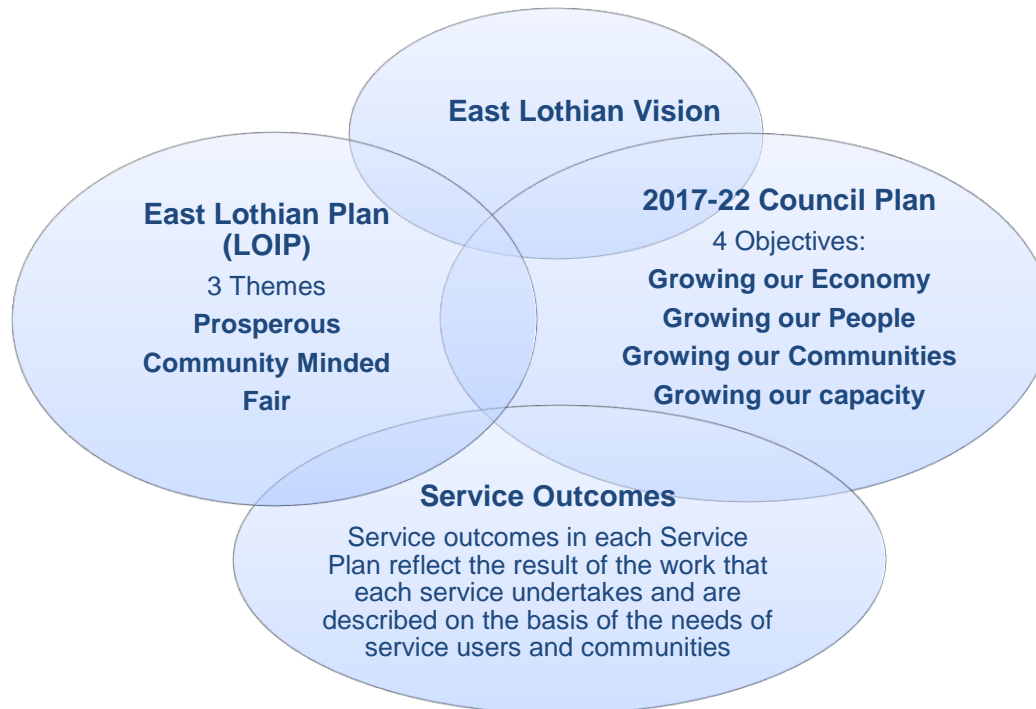 East Lothian Vision
East Lothian Plan
(LOIP)
3 Themes
Prosperous
Community Minded
Fair
2017-22 Council Plan
4 Objectives:
Growing our Economy
Growing our People
Growing our Communities
Growing our capacity
Service Outcomes
Service outcomes in each Service
Plan reflect the result of the work that
each service undertakes and are
described on the basis of the needs of
service users and communities